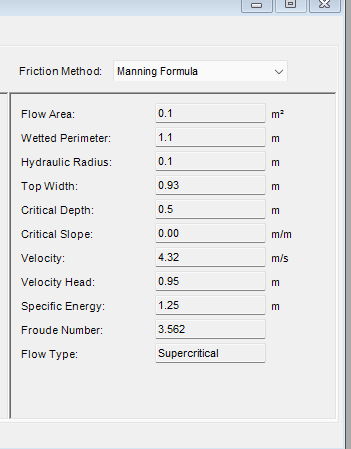 Friction Method: Manning Formula
Flow Area: 0.1 m²
Wetted Perimeter: 1.1 m
Hydraulic Radius: 0.1 m
Top Width: 0.93 m
Critical Depth: 0.5 m
Critical Slope: 0.00 m/m
Velocity: 4.32 m/s
Velocity Head: 0.95 m
Specific Energy: 1.25 m
Froude Number: 3.562
Flow Type: Supercritical